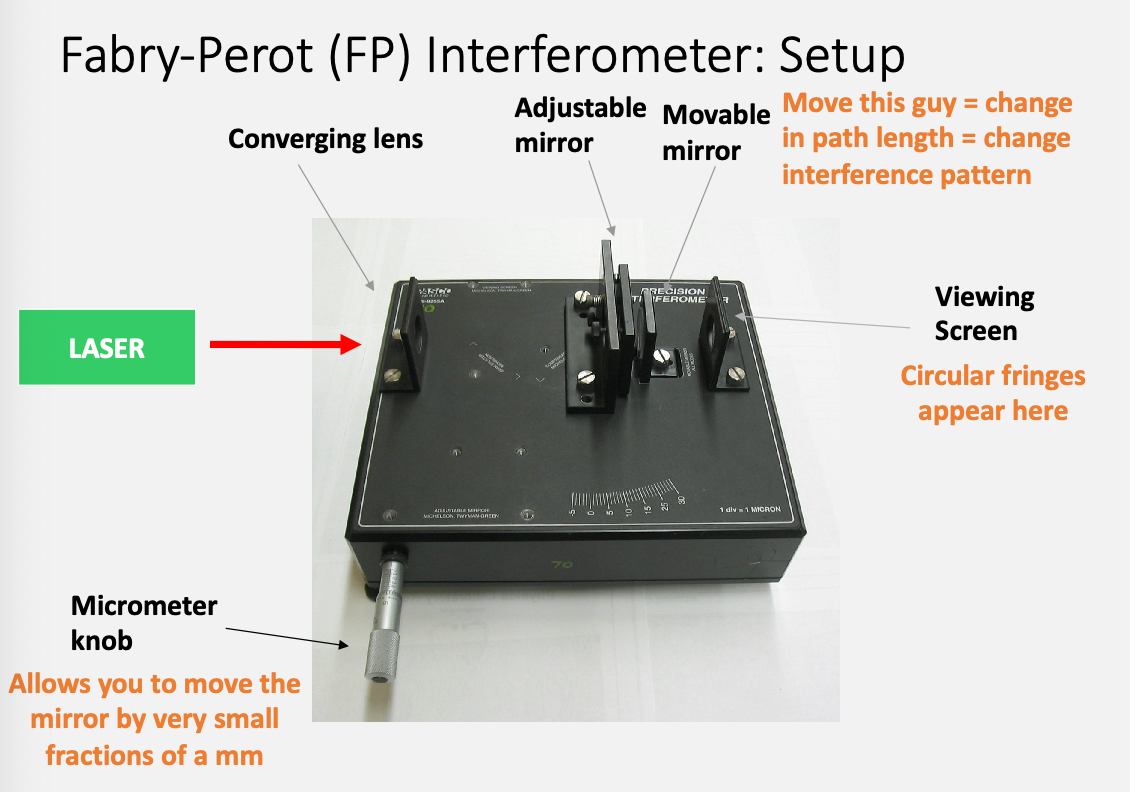 Fabry-Perot (FP) Interferometer: Setup
Converging lens
Adjustable
mirror
Movable
mirror
Move this guy = change
in path length = change
interference pattern
LASER
PRECISION
INTERFEROMETER
Viewing
Screen
Circular fringes
appear here
-5 0 5 10 15 20 25 30
1 div = 1 MICRON
ADJUSTABLE MIRROR
MICHELSON, TWYMAN-GREEN
70
Micrometer
knob
Allows you to move the
mirror by very small
fractions of a mm